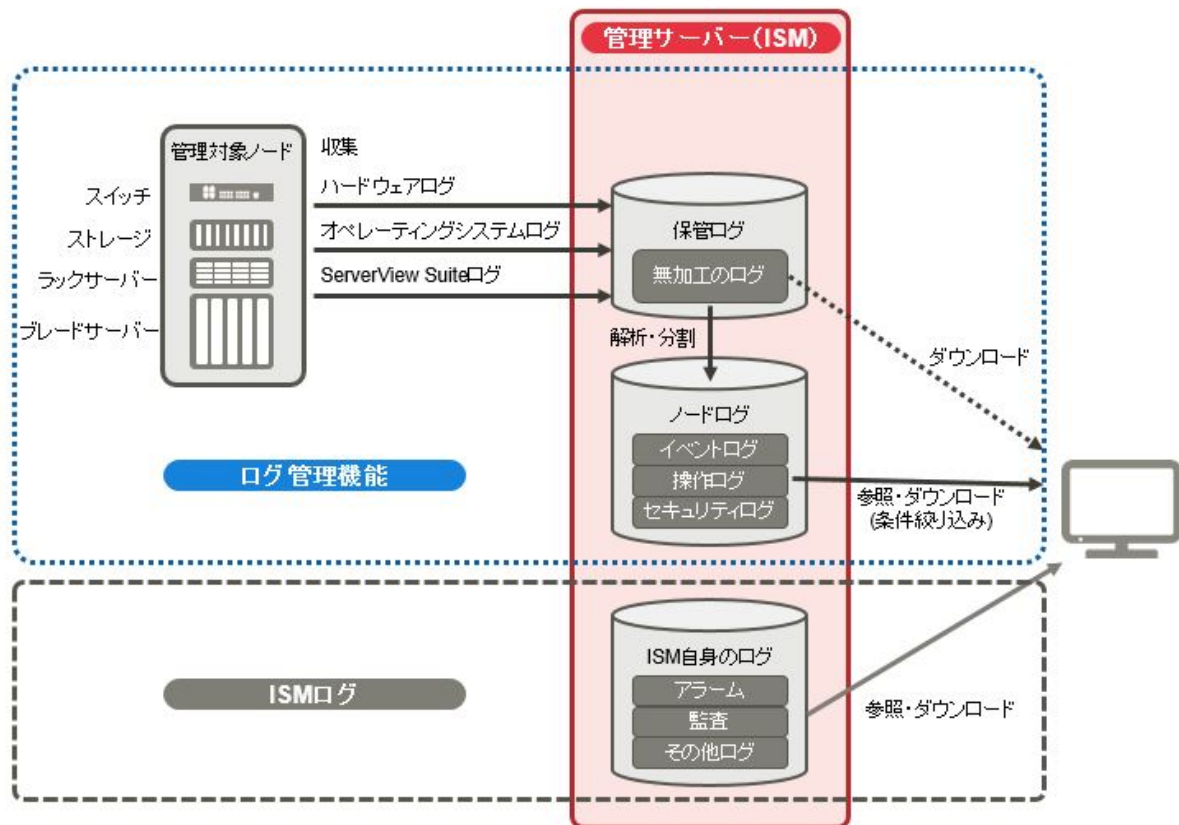 管理サーバー(ISM)
管理対象ノード
収集
スイッチ
ハードウェアログ
ストレージ
オペレーティングシステムログ
ラックサーバー
ServerView Suiteログ
ブレードサーバー
保管ログ
無加工のログ
解析・分割
ダウンロード
ノードログ
イベントログ
操作ログ
セキュリティログ
ログ管理機能
参照・ダウンロード
(条件絞り込み)
ISM自身のログ
アラーム
監査
その他ログ
ISMログ
参照・ダウンロード